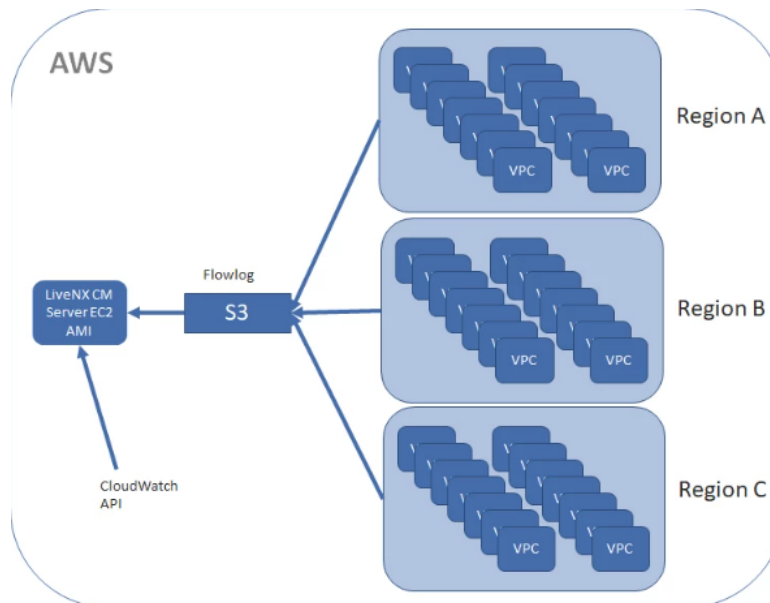 AWS
Region A
VPC
VPC
Flowlog
LiveNX CM
Server EC2
AMI
S3
Region B
VPC
VPC
CloudWatch
API
Region C
VPC
VPC